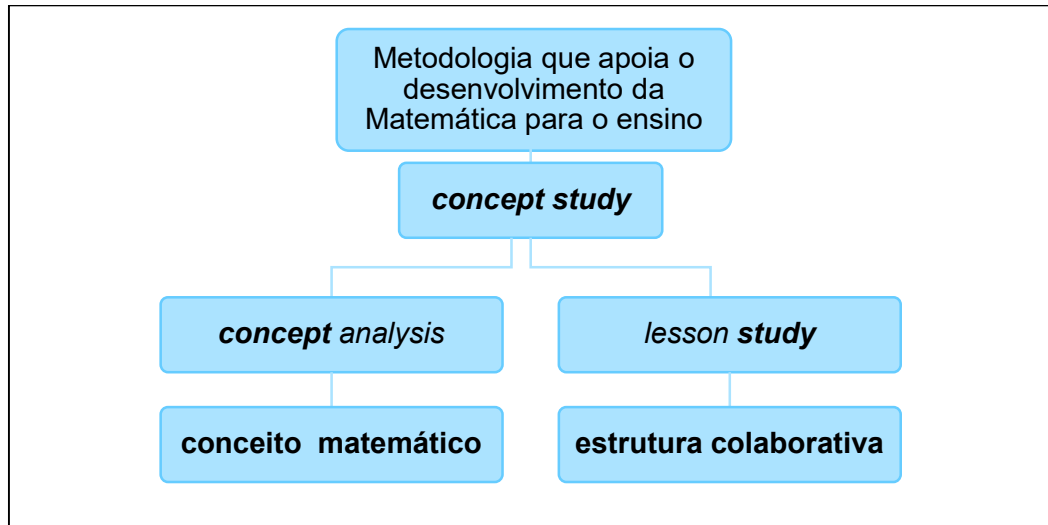 Metodologia que apoia o
desenvolvimento da
Matemática para o ensino
concept study
concept analysis
lesson study
conceito matemático
estrutura colaborativa